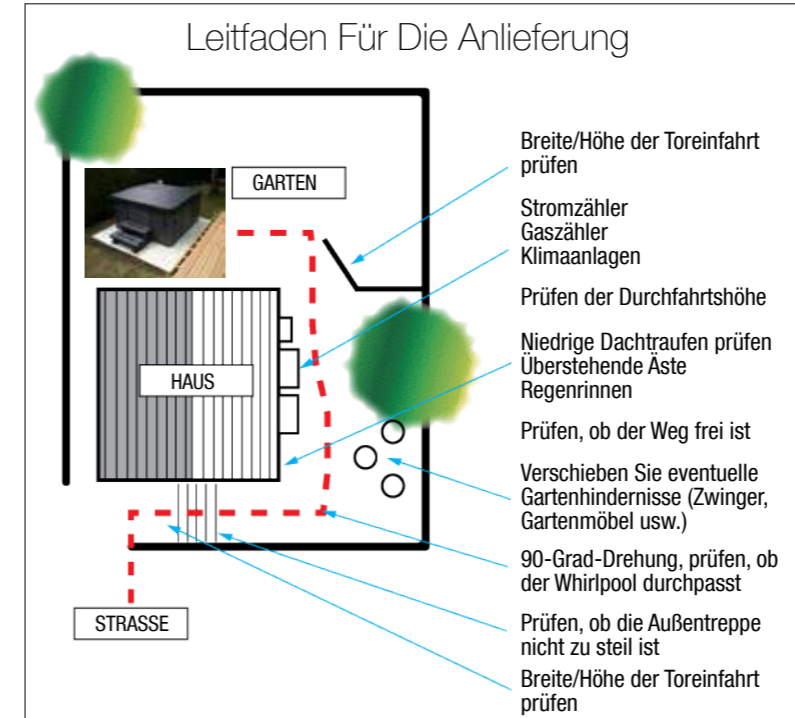 Leitfaden Für Die Anlieferung
GARTEN
HAUS
STRASSE
Breite/Höhe der Toreinfahrt
prüfen
Stromzähler
Gaszähler
Klimaanlagen
Prüfen der Durchfahrtshöhe
Niedrige Dachtraufen prüfen
Überstehende Äste
Regenrinnen
Prüfen, ob der Weg frei ist
Verschieben Sie eventuelle
Gartenhindernisse (Zwinger,
Gartenmöbel usw.)
90-Grad-Drehung, prüfen, ob
der Whirlpool durchpasst
Prüfen, ob die Außentreppe
nicht zu steil ist
Breite/Höhe der Toreinfahrt
prüfen